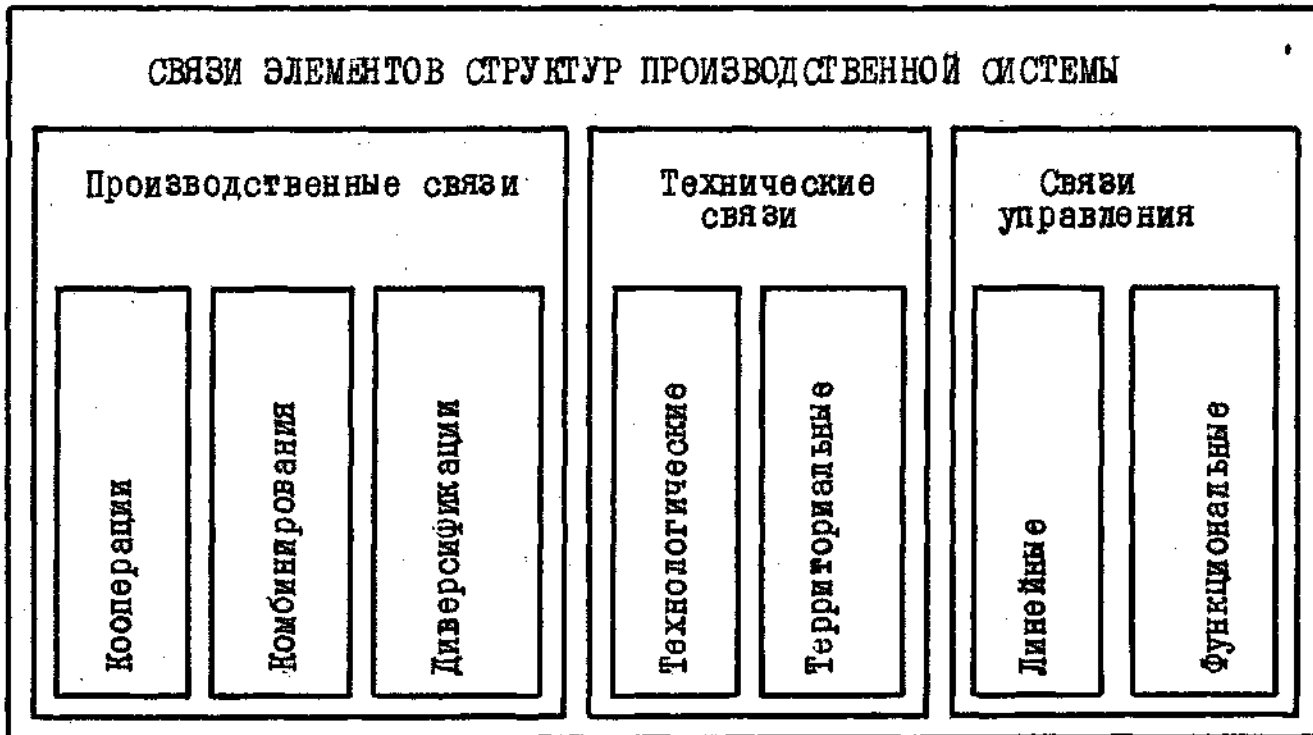 СВЯЗИ ЭЛЕМЕНТОВ СТРУКТУР ПРОИЗВОДСТВЕННОЙ СИСТЕМЫ
Производственные связи
Кооперации
Комбинирования
Диверсификации
Технические
связи
Технологические
Территориальные
Связи
управления
Линейные
Функциональные